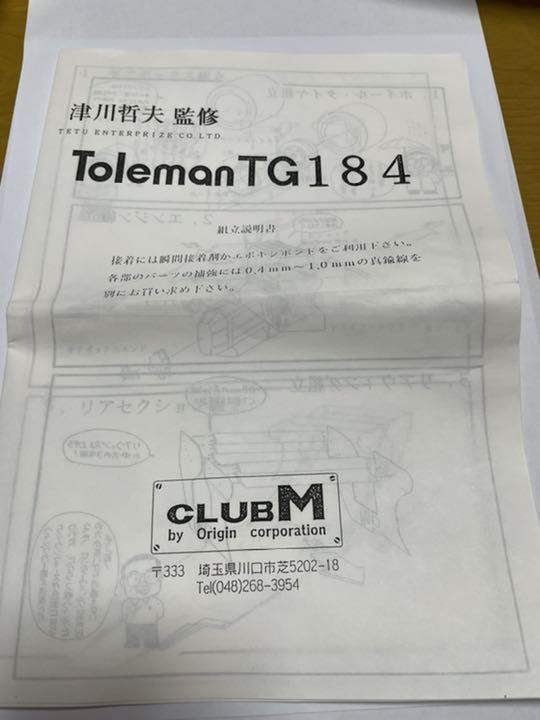 津川哲夫 監修
TETU ENTERPRIZE CO.LTD.
Toleman TG184
組立説明書
接着には瞬間接着剤かエポキシボンドをご利用下さい。
各部のパーツの補強には0.4mm～1.0mmの真鍮線を
別にお買い求め下さい。
CLUB M
by Origin corporation
〒333 埼玉県川口市芝5202-18
Tel(048)268-3954